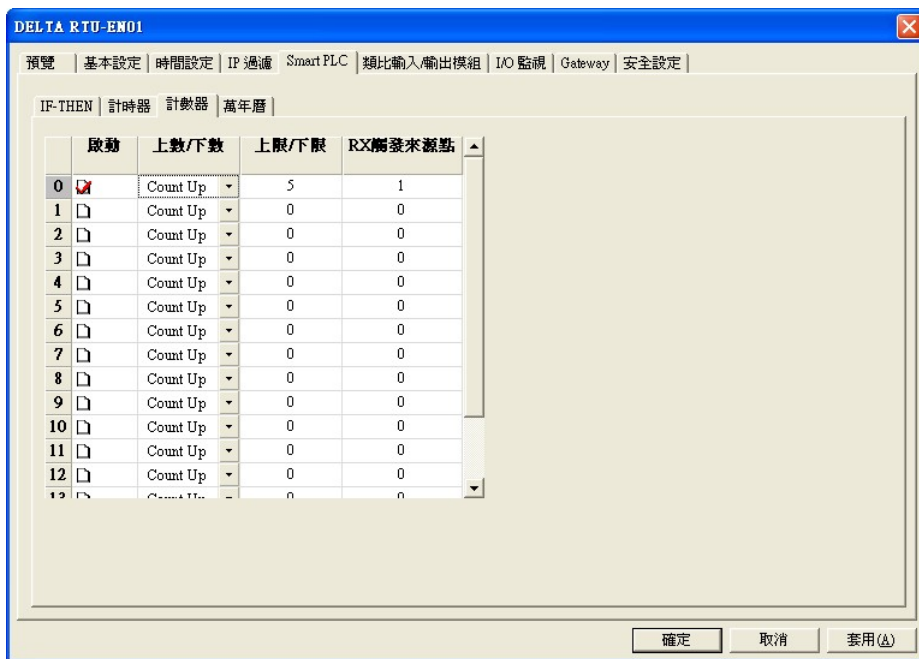 DELTA RTU-EN01
預覽 基本設定 時間設定 IP 過濾 Smart PLC 類比輸入/輸出模組 I/O 監視 Gateway 安全設定
IF-THEN 計時器 計數器 萬年曆
啟動 上數/下數 上限/下限 RX觸發來源點
0 Count Up 5 1
1 Count Up 0 0
2 Count Up 0 0
3 Count Up 0 0
4 Count Up 0 0
5 Count Up 0 0
6 Count Up 0 0
7 Count Up 0 0
8 Count Up 0 0
9 Count Up 0 0
10 Count Up 0 0
11 Count Up 0 0
12 Count Up 0 0
13 Count Up 0 0
確定 取消 套用(A)